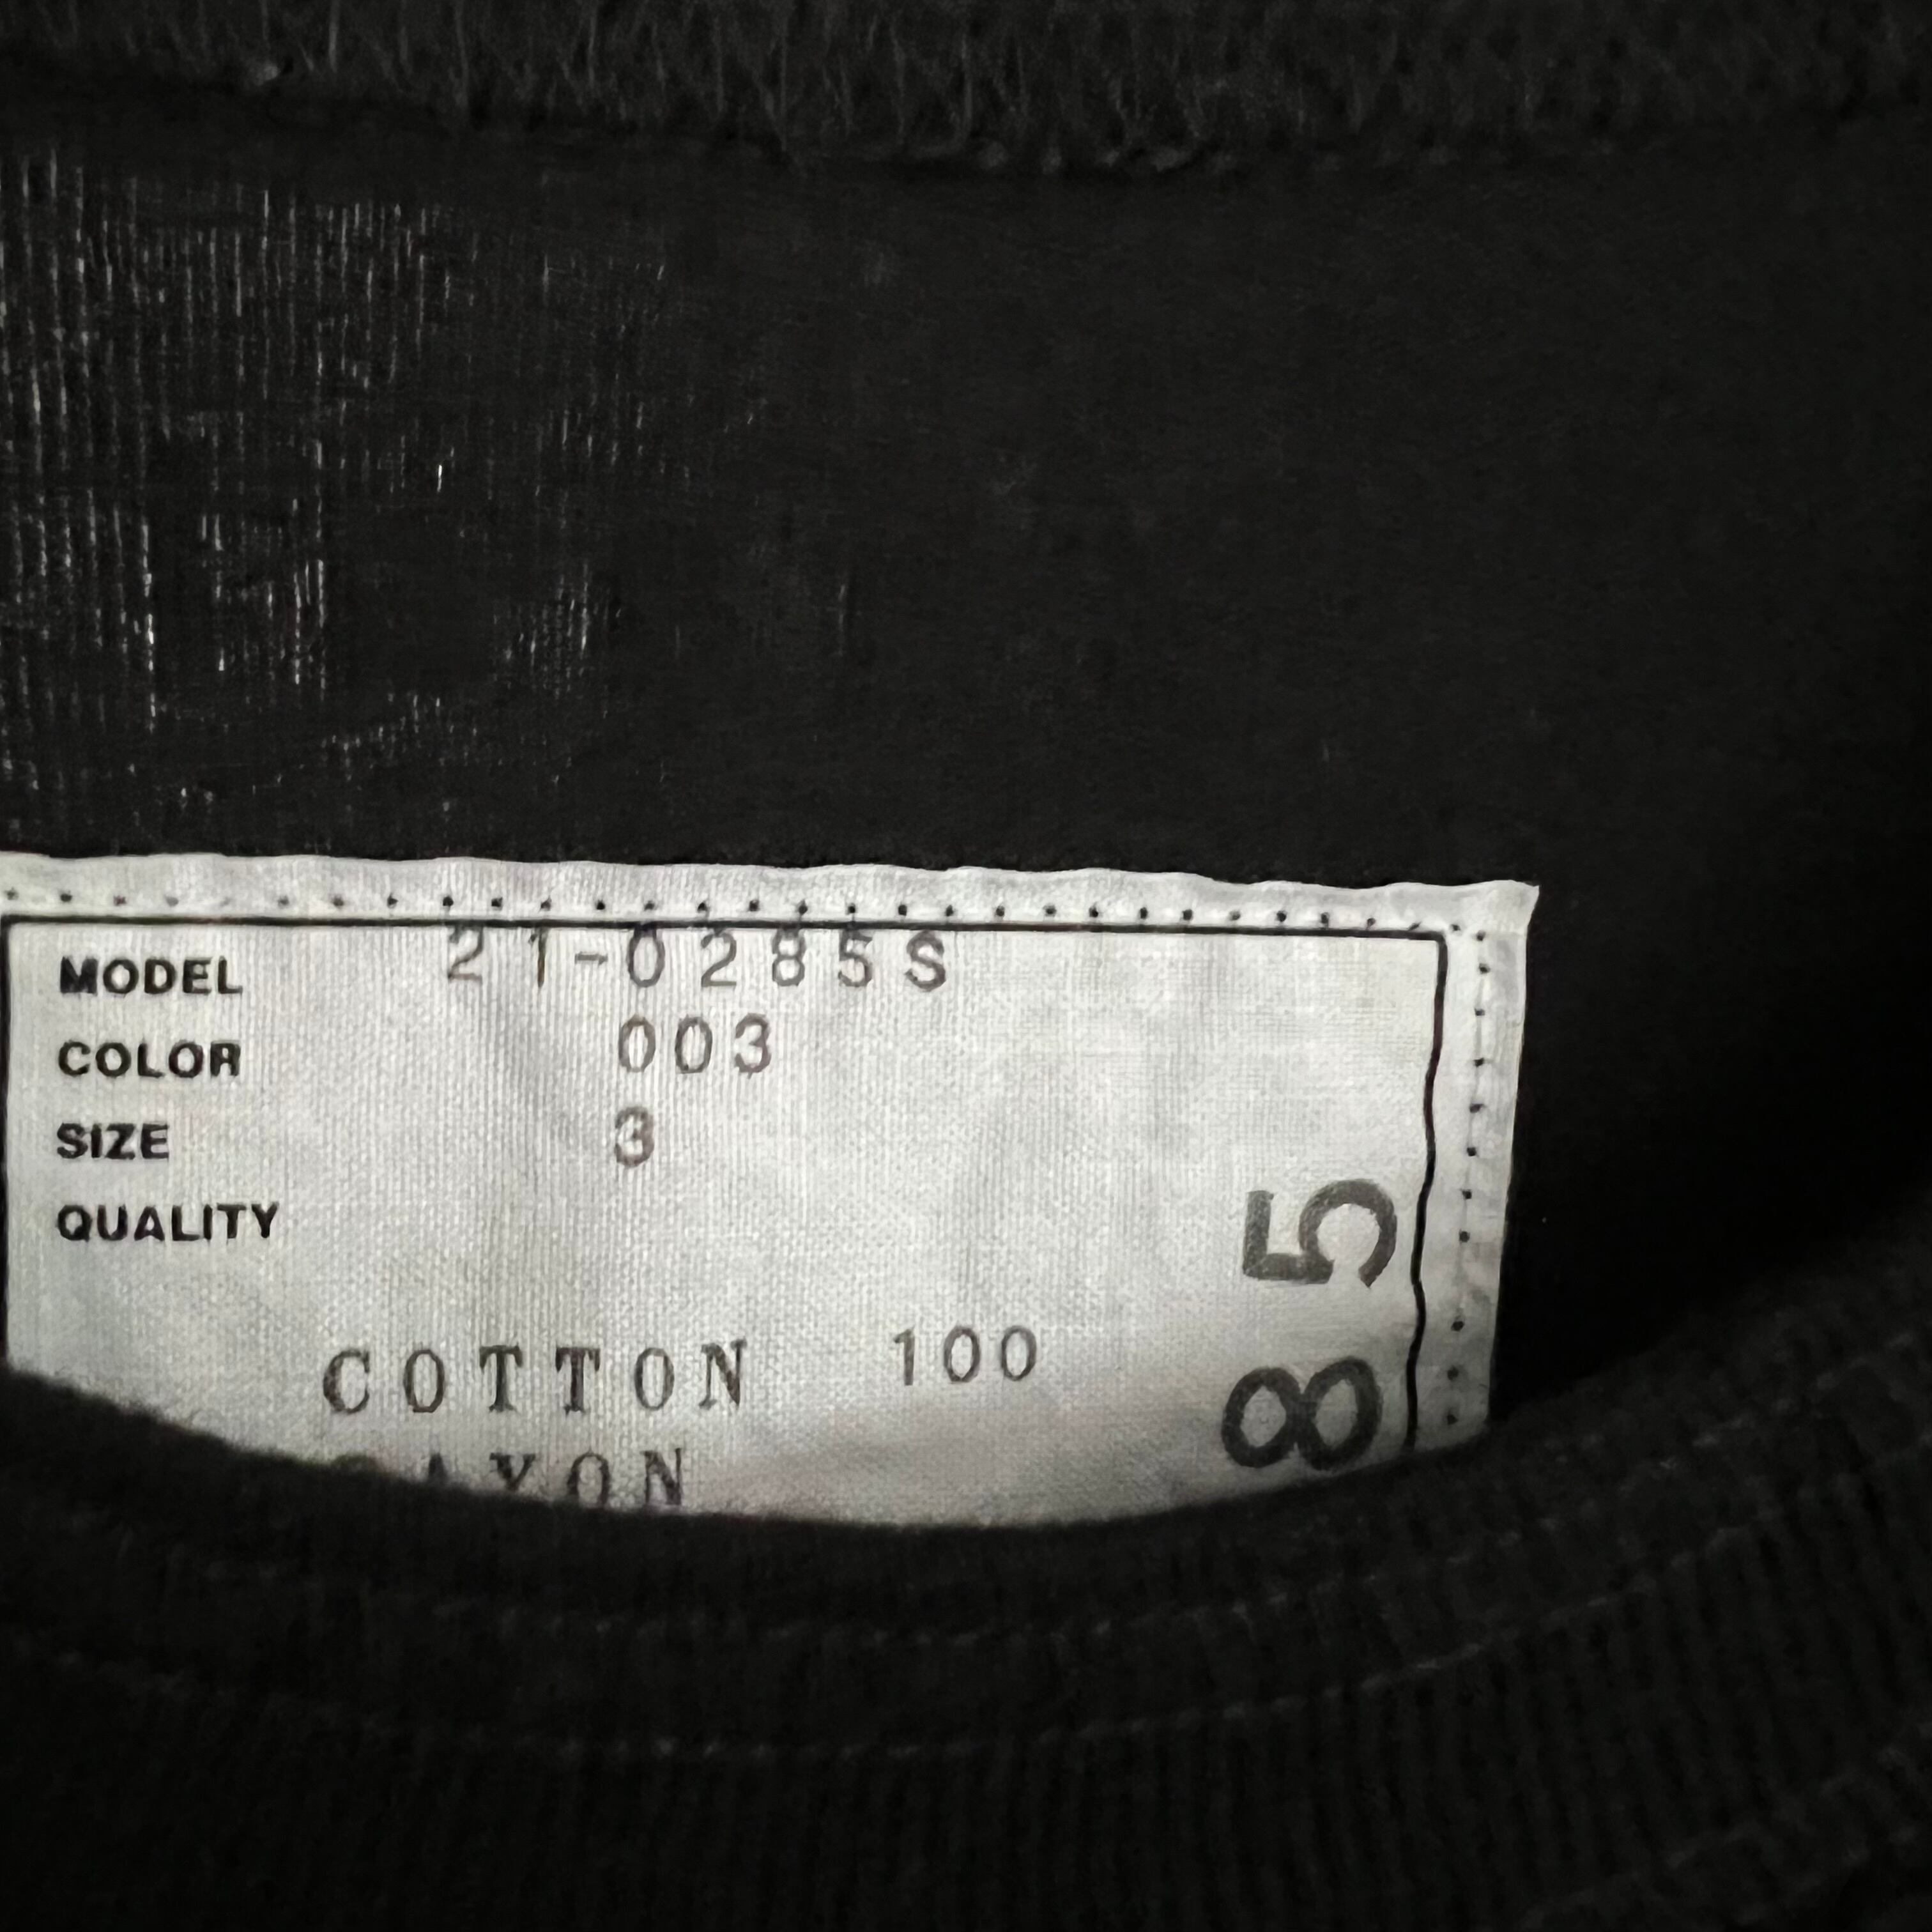 MODEL 21-0285S
COLOR 003
SIZE 3
QUALITY
COTTON 100
85